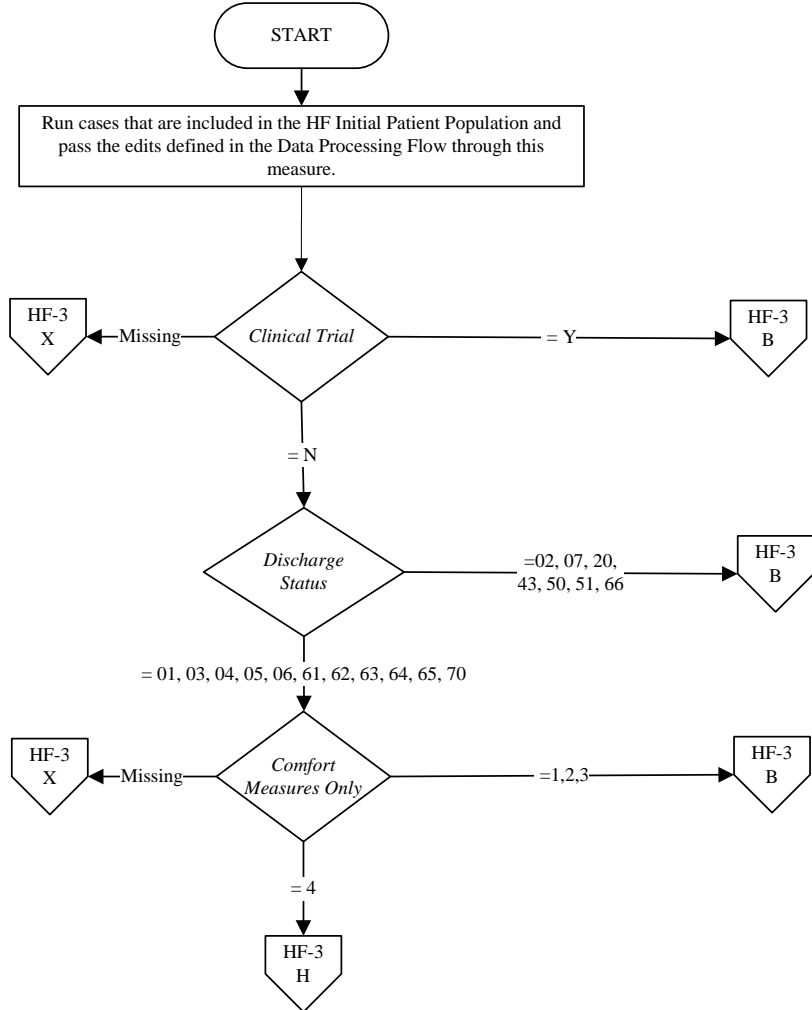 START
Run cases that are included in the HF Initial Patient Population and
pass the edits defined in the Data Processing Flow through this
measure.
HF-3
X
Missing
Clinical Trial
= Y
HF-3
B
= N
Discharge
Status
=02, 07, 20,
43, 50, 51, 66
HF-3
B
= 01, 03, 04, 05, 06, 61, 62, 63, 64, 65, 70
HF-3
X
Missing
Comfort
Measures Only
=1,2,3
HF-3
B
= 4
HF-3
H